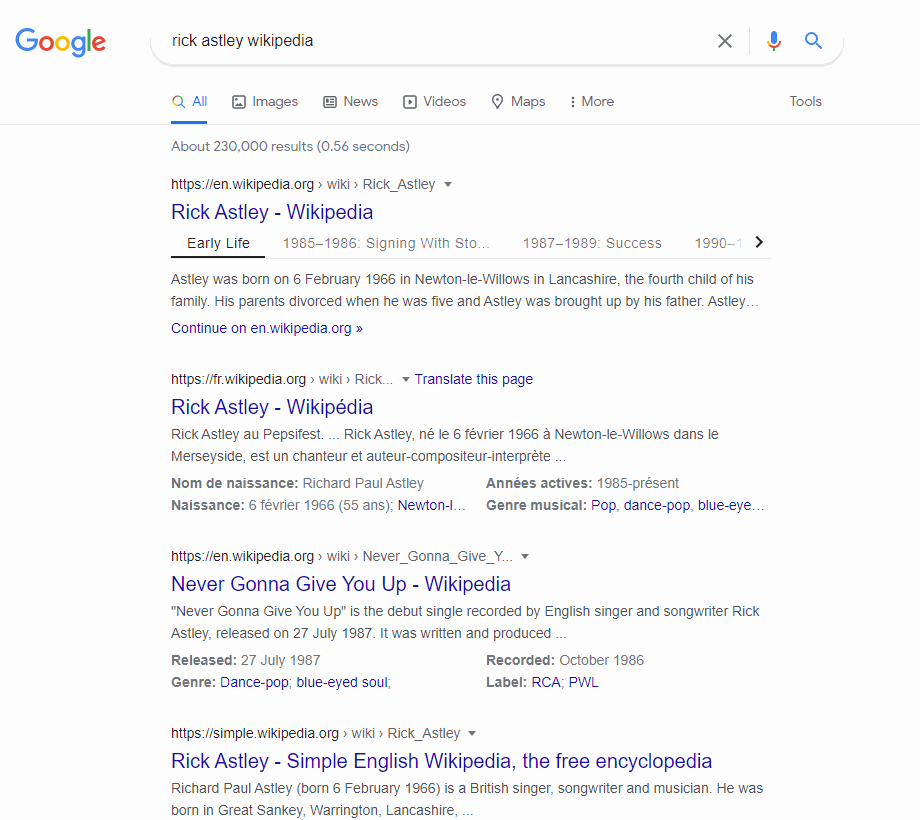 Google
rick astley wikipedia
All Images News Videos Maps More Tools
About 230,000 results (0.56 seconds)
https://en.wikipedia.org › wiki › Rick_Astley
Rick Astley - Wikipedia
Early Life 1985–1986: Signing With Sto... 1987–1989: Success 1990–1
Astley was born on 6 February 1966 in Newton-le-Willows in Lancashire, the fourth child of his
family. His parents divorced when he was five and Astley was brought up by his father. Astley…
Continue on en.wikipedia.org »
https://fr.wikipedia.org › wiki › Rick... Translate this page
Rick Astley - Wikipédia
Rick Astley au Pepsifest. ... Rick Astley, né le 6 février 1966 à Newton-le-Willows dans le
Merseyside, est un chanteur et auteur-compositeur-interprète ...
Nom de naissance: Richard Paul Astley Années actives: 1985-présent
Naissance: 6 février 1966 (55 ans); Newton-l… Genre musical: Pop, dance-pop, blue-eye…
https://en.wikipedia.org › wiki › Never_Gonna_Give_Y...
Never Gonna Give You Up - Wikipedia
"Never Gonna Give You Up" is the debut single recorded by English singer and songwriter Rick
Astley, released on 27 July 1987. It was written and produced ...
Released: 27 July 1987 Recorded: October 1986
Genre: Dance-pop; blue-eyed soul; Label: RCA; PWL
https://simple.wikipedia.org › wiki › Rick_Astley
Rick Astley - Simple English Wikipedia, the free encyclopedia
Richard Paul Astley (born 6 February 1966) is a British singer, songwriter and musician. He was
born in Great Sankey, Warrington, Lancashire, ...